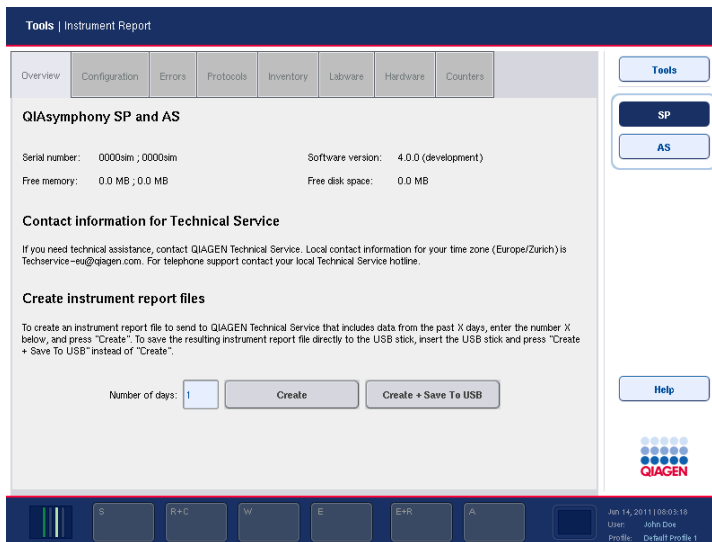 Tools | Instrument Report
Overview
Configuration
Errors
Protocols
Inventory
Labware
Hardware
Counters
Tools
SP
AS
QIAsymphony SP and AS
Serial number: 0000sim ; 0000sim Software version: 4.0.0 (development)
Free memory: 0.0 MB ; 0.0 MB Free disk space: 0.0 MB
Contact information for Technical Service
If you need technical assistance, contact QIAGEN Technical Service. Local contact information for your time zone (Europe/Zurich) is
Techservice-eu@qiagen.com. For telephone support contact your local Technical Service hotline.
Create instrument report files
To create an instrument report file to send to QIAGEN Technical Service that includes data from the past X days, enter the number X
below, and press "Create". To save the resulting instrument report file directly to the USB stick, insert the USB stick and press "Create
+ Save To USB" instead of "Create".
Number of days: 1 Create Create + Save To USB
Help
QIAGEN
S
R+C
W
E
E+R
A
Jun 14, 2011 | 08:03:18
User: John Doe
Profile: Default Profile 1